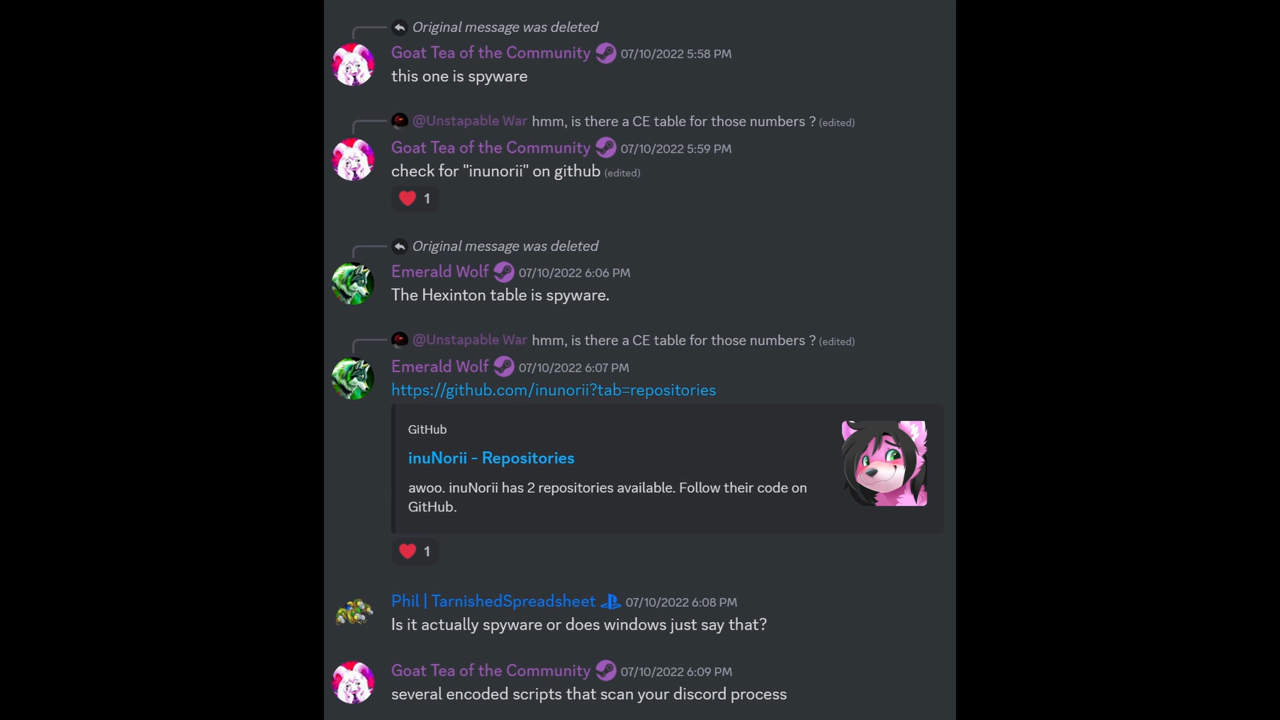 Original message was deleted
Goat Tea of the Community 07/10/2022 5:58 PM
this one is spyware
@Unstapable War hmm, is there a CE table for those numbers ? (edited)
Goat Tea of the Community 07/10/2022 5:59 PM
check for "inunorii" on github (edited)
1
Original message was deleted
Emerald Wolf 07/10/2022 6:06 PM
The Hexinton table is spyware.
@Unstapable War hmm, is there a CE table for those numbers ? (edited)
Emerald Wolf 07/10/2022 6:07 PM
https://github.com/inunorii?tab=repositories
GitHub
inuNorii - Repositories
awoo. inuNorii has 2 repositories available. Follow their code on
GitHub.
1
Phil | TarnishedSpreadsheet 07/10/2022 6:08 PM
Is it actually spyware or does windows just say that?
Goat Tea of the Community 07/10/2022 6:09 PM
several encoded scripts that scan your discord process